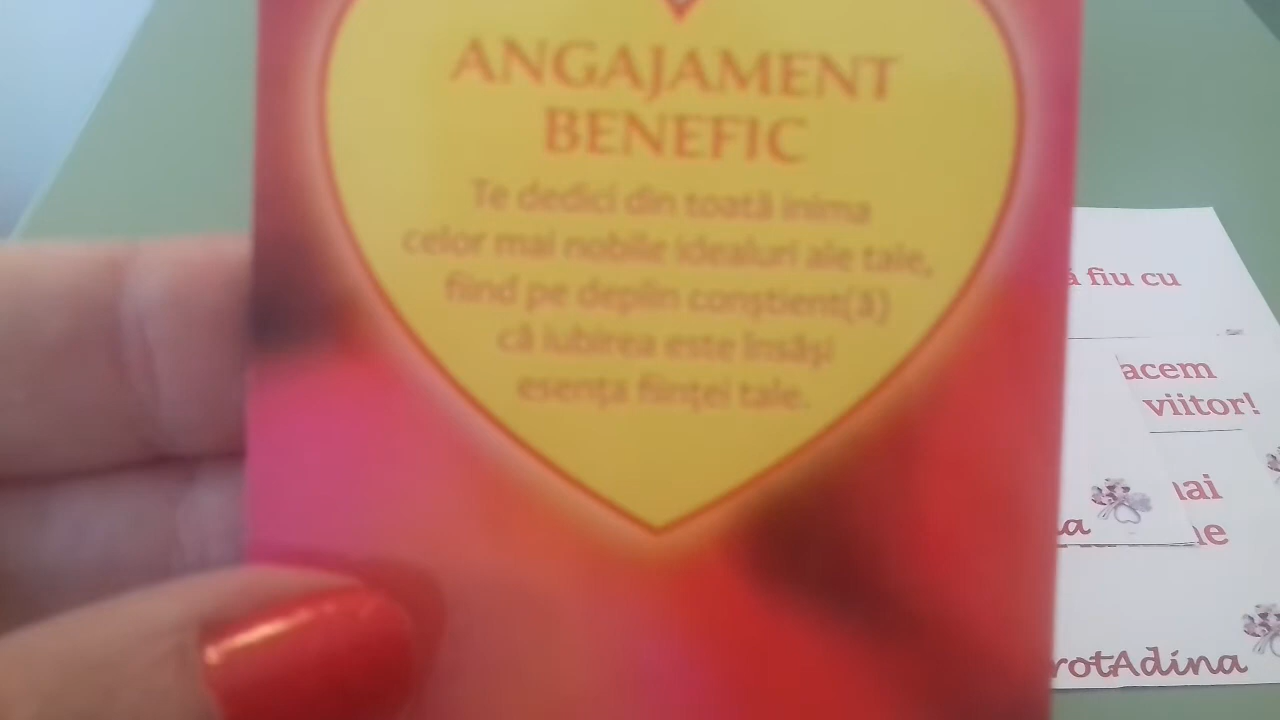 ANGAJAMENT
BENEFIC
Te dedici din toată inima
celor mai nobile idealuri ale tale,
fiind pe deplin conștient(ă)
că iubirea este însăși
esența ființei tale.
fiu cu
acem
viitor!
rotAdina